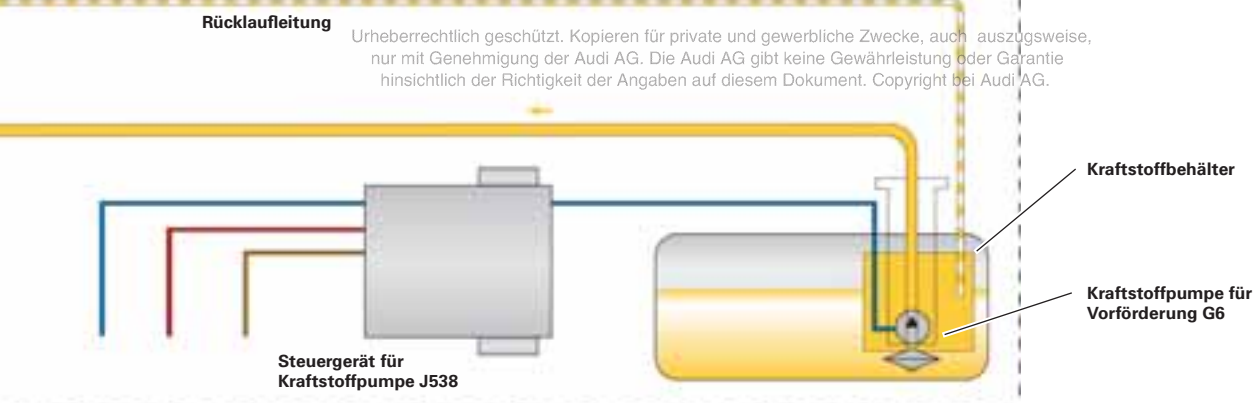 Rücklaufleitung
Urheberrechtlich geschützt. Kopieren für private und gewerbliche Zwecke, auch auszugsweise,
nur mit Genehmigung der Audi AG. Die Audi AG gibt keine Gewährleistung oder Garantie
hinsichtlich der Richtigkeit der Angaben auf diesem Dokument. Copyright bei Audi AG.
Kraftstoffbehälter
Kraftstoffpumpe für
Vorförderung G6
Steuergerät für
Kraftstoffpumpe J538